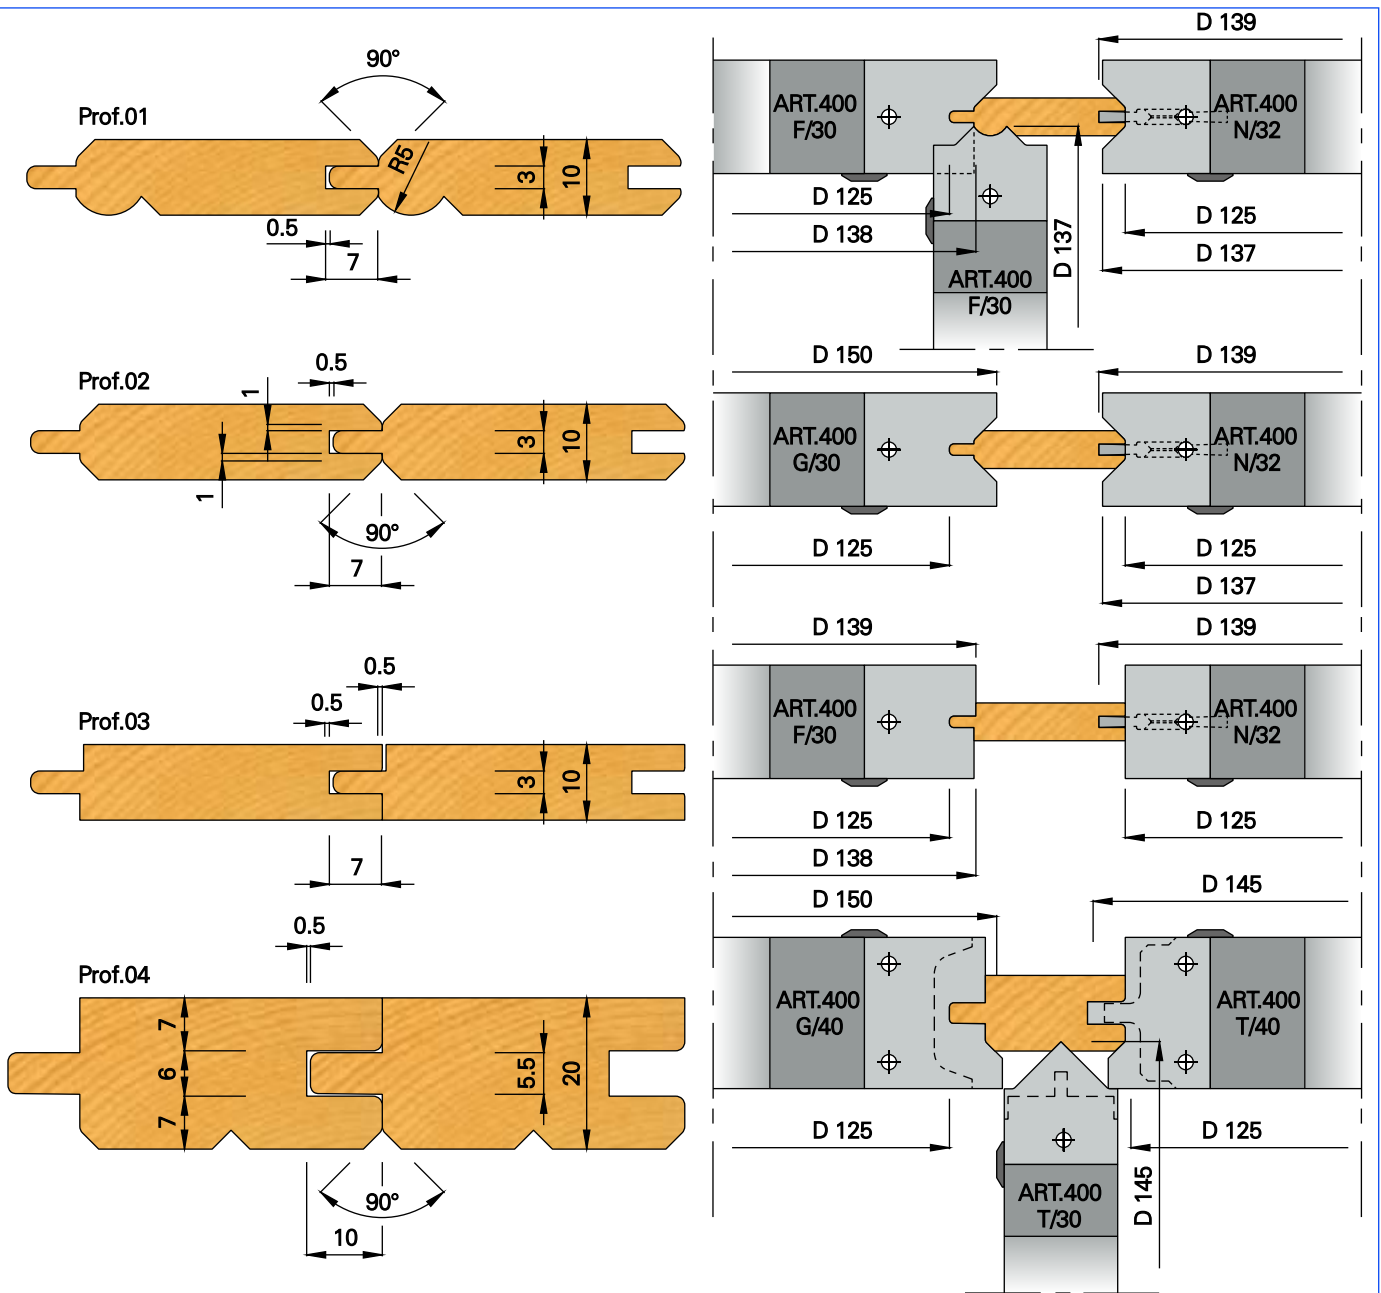 Prof.01
90°
R5
3
10
0.5
7
D 139
ART.400
F/30
ART.400
N/32
D 125
D 138
D 137
D 125
D 137
ART.400
F/30
Prof.02
0.5
1
1
3
10
90°
7
D 150
D 139
ART.400
G/30
ART.400
N/32
D 125
D 125
D 137
Prof.03
0.5
0.5
3
10
7
D 139
D 139
ART.400
F/30
ART.400
N/32
D 125
D 125
D 138
Prof.04
0.5
7
6
7
5.5
20
90°
10
D 150
D 145
ART.400
G/40
ART.400
T/40
D 125
D 125
D 145
ART.400
T/30